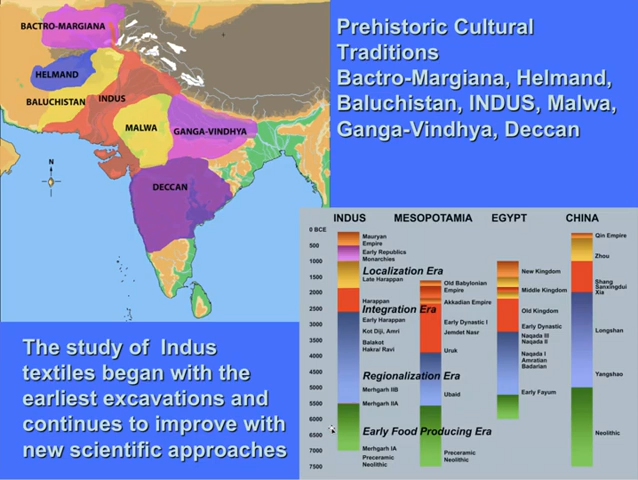 BACTRO-MARGIANA
HELMAND
BALUCHISTAN
INDUS
MALWA
GANGA-VINDHYA
DECCAN
N
Prehistoric Cultural
Traditions
Bactro-Margiana, Helmand,
Baluchistan, INDUS, Malwa,
Ganga-Vindhya, Deccan
The study of Indus
textiles began with the
earliest excavations and
continues to improve with
new scientific approaches
INDUS MESOPOTAMIA EGYPT CHINA
0 BCE
500
1000
1500
2000
2500
3000
3500
4000
4500
5000
5500
6000
6500
7000
7500
Mauryan
Empire
Early Republics
Monarchies
Localization Era
Late Harappan
Harappan
Integration Era
Early Harappan
Kot Diji, Amri
Balakot
Hakra/ Ravi
Regionalization Era
Merhgarh IIB
Merhgarh IIA
Early Food Producing Era
Merhgarh IA
Preceramic
Neolithic
Old Babylonian
Empire
Akkadian Empire
Early Dynastic I
Jemdet Nasr
Uruk
Ubaid
Preceramic
Neolithic
New Kingdom
Middle Kingdom
Old Kingdom
Early Dynastic
Naqada III
Naqada II
Naqada I
Amratian
Badarian
Early Fayum
Qin Empire
Zhou
Shang
Sanxingdui
Xia
Longshan
Yangshao
Neolithic